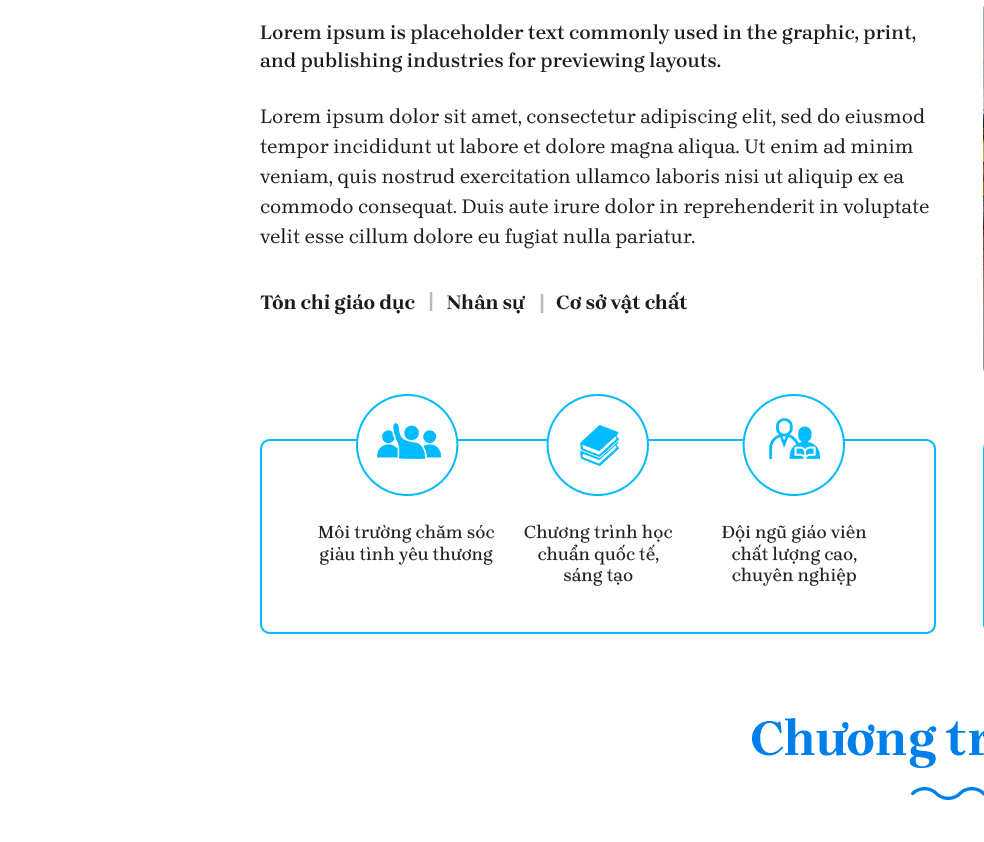 Lorem ipsum is placeholder text commonly used in the graphic, print,
and publishing industries for previewing layouts.
Lorem ipsum dolor sit amet, consectetur adipiscing elit, sed do eiusmod
tempor incididunt ut labore et dolore magna aliqua. Ut enim ad minim
veniam, quis nostrud exercitation ullamco laboris nisi ut aliquip ex ea
commodo consequat. Duis aute irure dolor in reprehenderit in voluptate
velit esse cillum dolore eu fugiat nulla pariatur.
Tôn chỉ giáo dục | Nhân sự | Cơ sở vật chất
Môi trường chăm sóc
giàu tình yêu thương
Chương trình học
chuẩn quốc tế,
sáng tạo
Đội ngũ giáo viên
chất lượng cao,
chuyên nghiệp
Chương